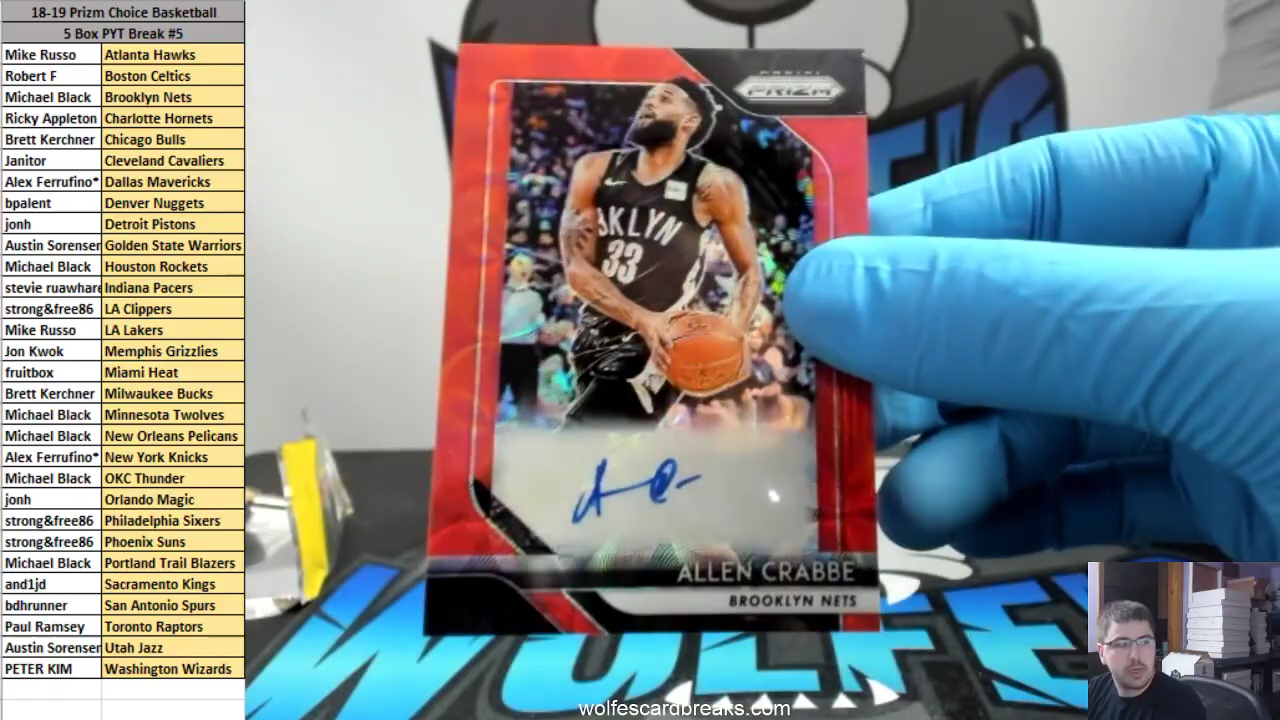 18-19 Prizm Choice Basketball
5 Box PYT Break #5
Mike Russo Atlanta Hawks
Robert F Boston Celtics
Michael Black Brooklyn Nets
Ricky Appleton Charlotte Hornets
Brett Kerchner Chicago Bulls
Janitor Cleveland Cavaliers
Alex Ferrufino* Dallas Mavericks
bpalent Denver Nuggets
jonh Detroit Pistons
Austin Sorensen Golden State Warriors
Michael Black Houston Rockets
stevie ruawhare Indiana Pacers
strong&free86 LA Clippers
Mike Russo LA Lakers
Jon Kwok Memphis Grizzlies
fruitbox Miami Heat
Brett Kerchner Milwaukee Bucks
Michael Black Minnesota Twolves
Michael Black New Orleans Pelicans
Alex Ferrufino* New York Knicks
Michael Black OKC Thunder
jonh Orlando Magic
strong&free86 Philadelphia Sixers
strong&free86 Phoenix Suns
Michael Black Portland Trail Blazers
and1jd Sacramento Kings
bdhrunner San Antonio Spurs
Paul Ramsey Toronto Raptors
Austin Sorensen Utah Jazz
PETER KIM Washington Wizards
PANINI
PRIZM
OKLYN
33
ALLEN CRABBE
BROOKLYN NETS
WOLFE
wolfescardbreaks.com